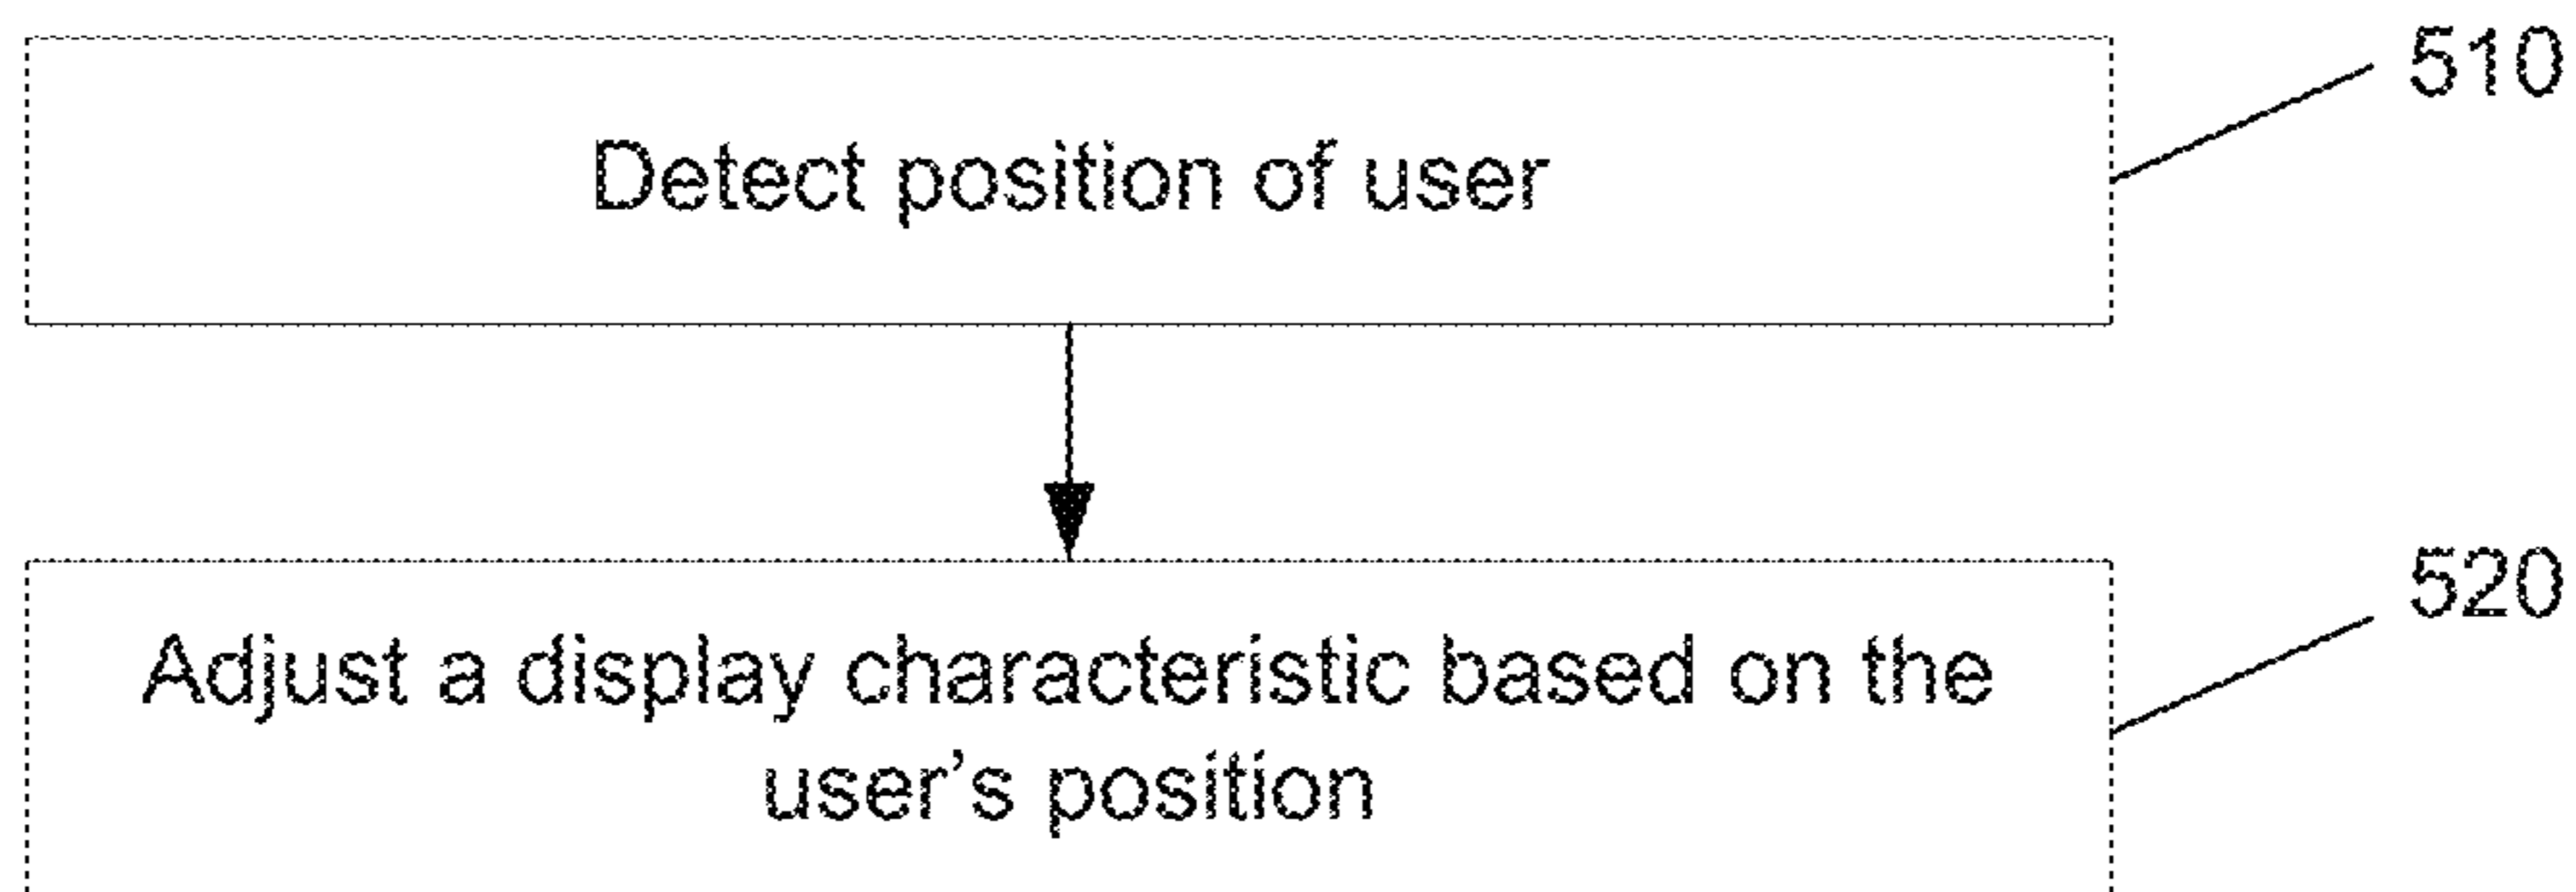 510
Detect position of user
520
Adjust a display characteristic based on the
user's position